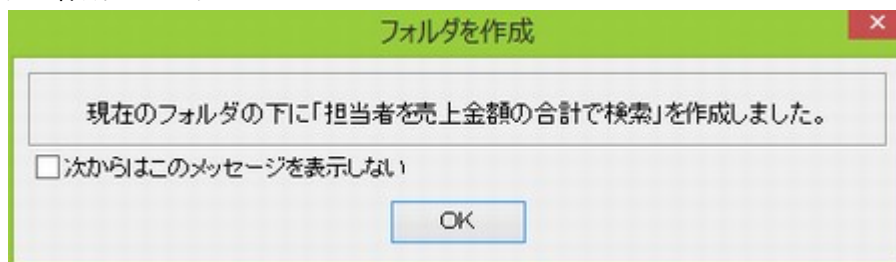 フォルダを作成
現在のフォルダの下に「担当者を売上金額の合計で検索」を作成しました。
次からはこのメッセージを表示しない
OK